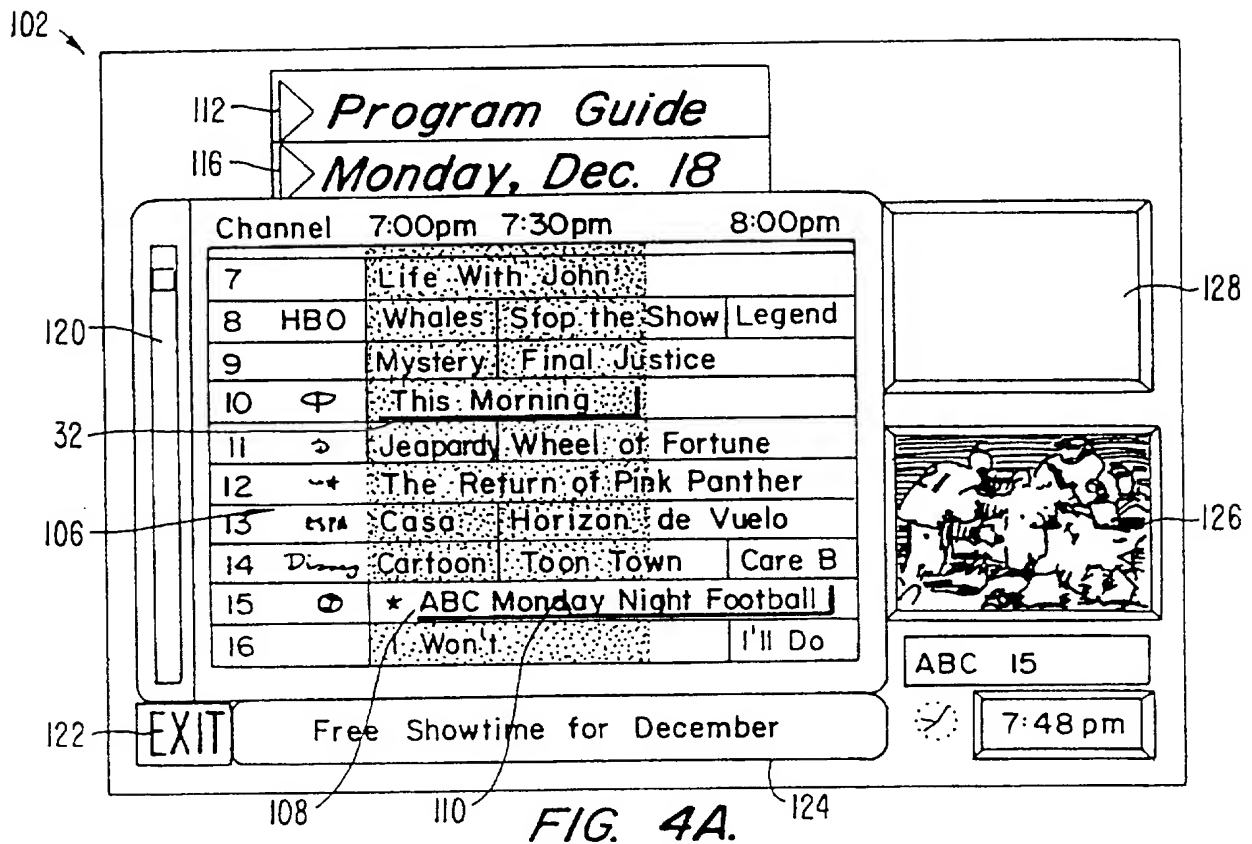 102
112 Program Guide
116 Monday, Dec. 18
Channel 7:00pm 7:30pm 8:00pm
7 Life With John
8 HBO Whales Stop the Show Legend
128
120
9 Mystery Final Justice
10 This Morning
32
11 Jeapardy Wheel of Fortune
12 The Return of Pink Panther
13 ESPA Casa Horizon de Vuelo
106
126
14 Disney Cartoon Toon Town Care B
15 ★ ABC Monday Night Football
16 I Won't I'll Do
ABC 15
122 EXIT Free Showtime for December 7:48 pm
108 110 124
FIG. 4A.